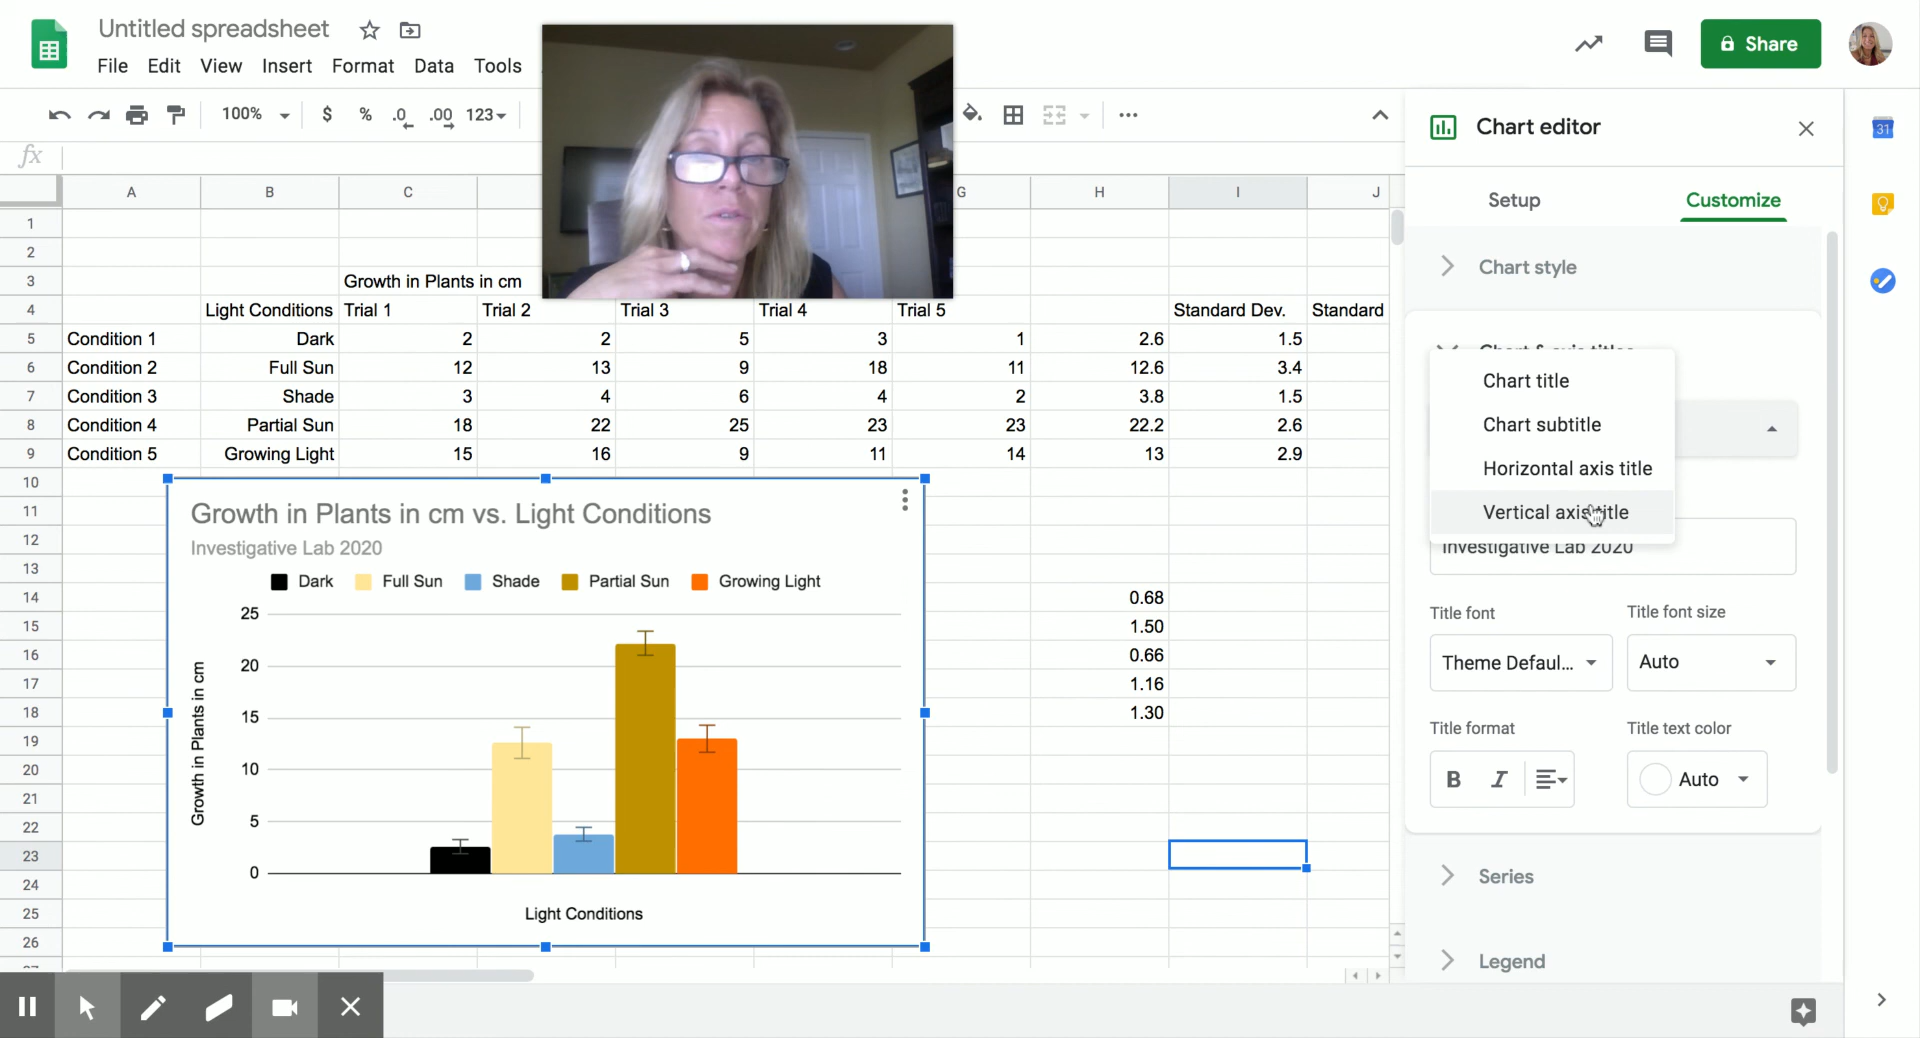 Untitled spreadsheet
File Edit View Insert Format Data Tools
Share
100% $ % .0 .00 123
fx
Chart editor
31
Setup Customize
A B C G H I J
1
2
3 Growth in Plants in cm
4 Light Conditions Trial 1 Trial 2 Trial 3 Trial 4 Trial 5 Standard Dev. Standard
5 Condition 1 Dark 2 2 5 3 1 2.6 1.5
6 Condition 2 Full Sun 12 13 9 18 11 12.6 3.4
7 Condition 3 Shade 3 4 6 4 2 3.8 1.5
8 Condition 4 Partial Sun 18 22 25 23 23 22.2 2.6
9 Condition 5 Growing Light 15 16 9 11 14 13 2.9
10
11
12
13
14 0.68
15 1.50
16 0.66
17 1.16
18 1.30
19
20
21
22
23
24
25
26
Growth in Plants in cm vs. Light Conditions
Investigative Lab 2020
Dark Full Sun Shade Partial Sun Growing Light
25
20
15
10
5
0
Growth in Plants in cm
Light Conditions
Chart style
Chart & axis titles
Chart title
Chart subtitle
Horizontal axis title
Vertical axis title
Investigative Lab 2020
Title font Title font size
Theme Defaul... Auto
Title format Title text color
B I Auto
Series
Legend